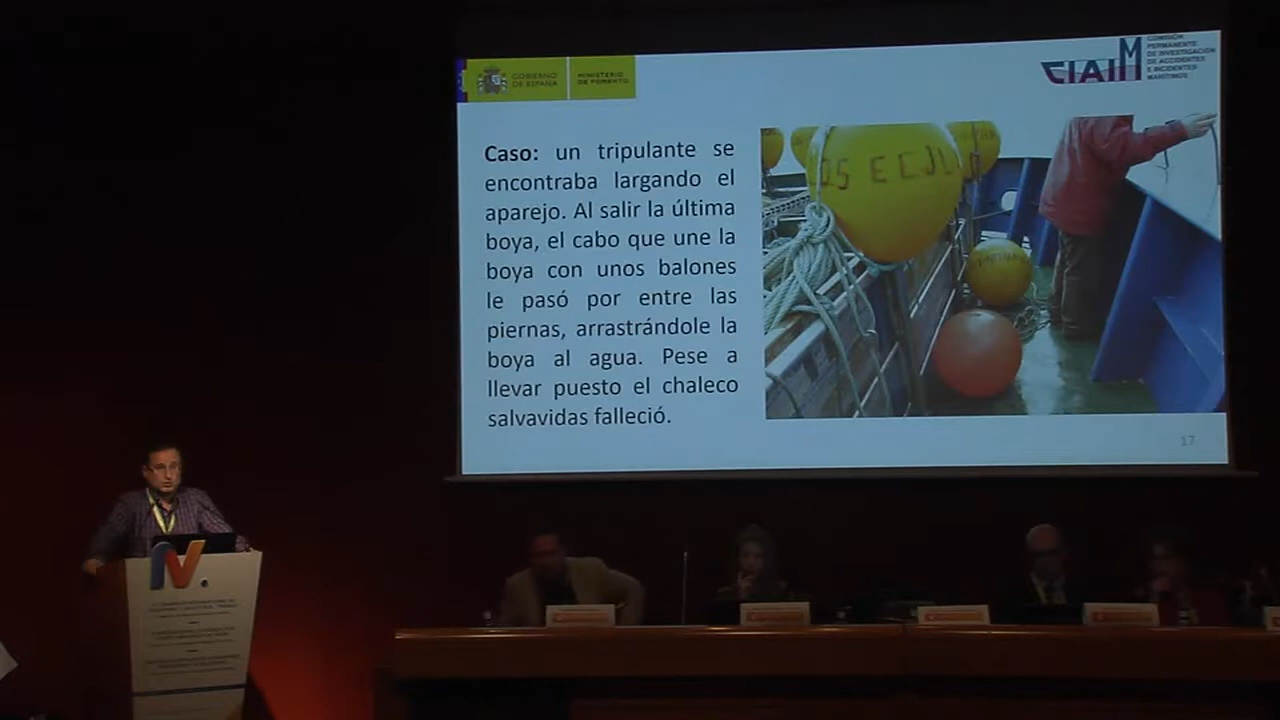 GOBIERNO
DE ESPAÑA
MINISTERIO
DE FOMENTO
CIAIM
COMISIÓN
PERMANENTE
DE INVESTIGACIÓN
DE ACCIDENTES
E INCIDENTES
MARÍTIMOS
Caso: un tripulante se
encontraba largando el
aparejo. Al salir la última
boya, el cabo que une la
boya con unos balones
le pasó por entre las
piernas, arrastrándole la
boya al agua. Pese a
llevar puesto el chaleco
salvavidas falleció.
17